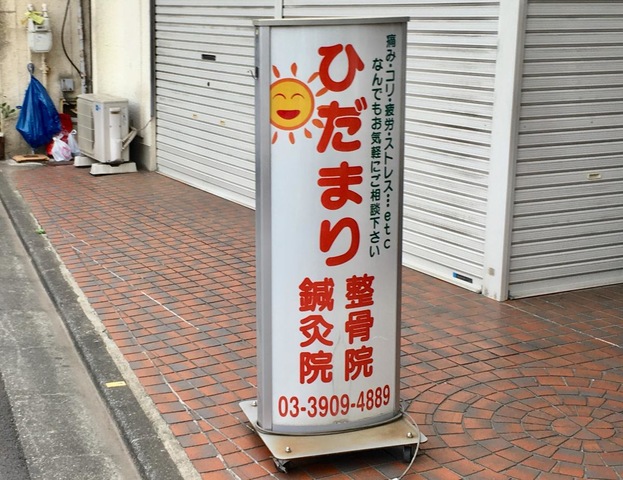 痛み・コリ・疲労・ストレス…etc
なんでもお気軽にご相談下さい
ひだまり
整骨院
鍼灸院
03-3909-4889